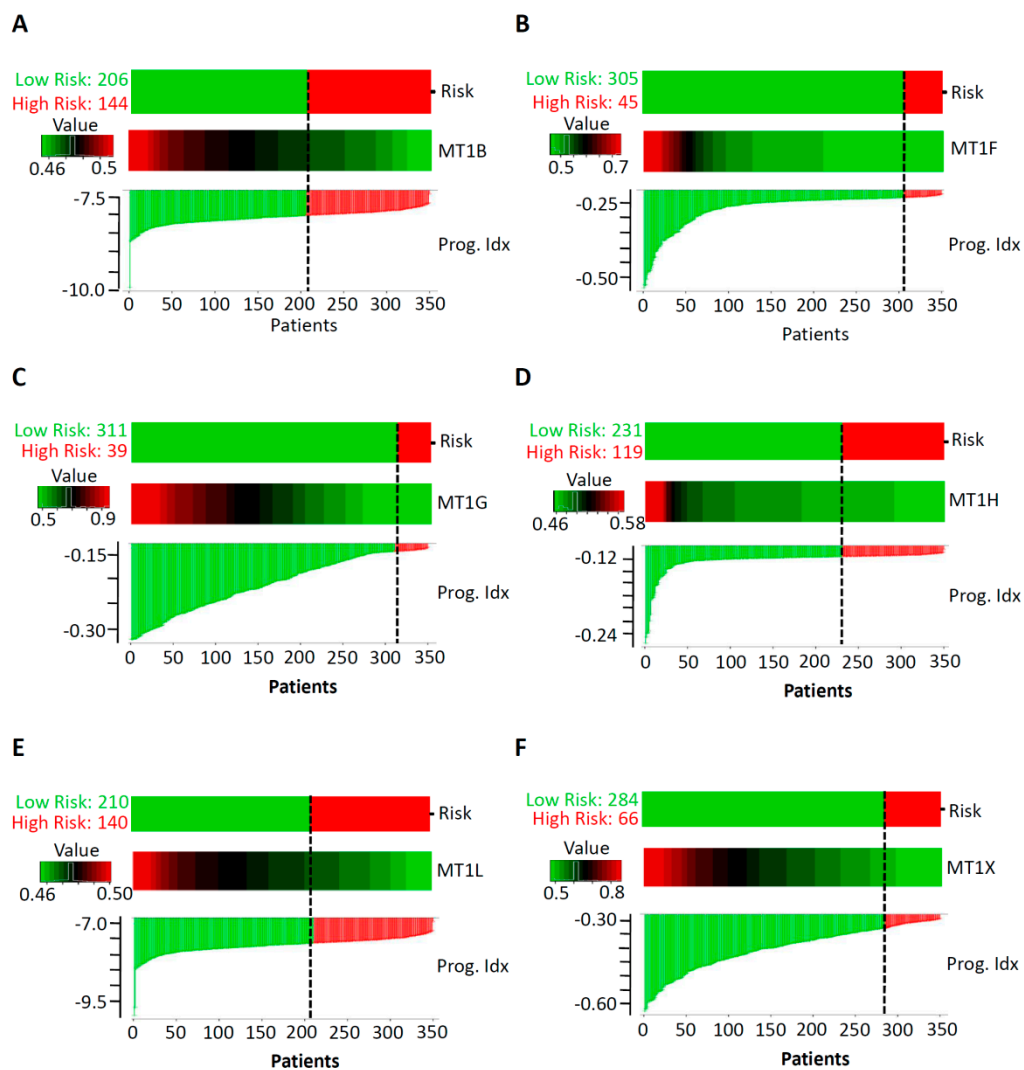 A
Low Risk: 206
High Risk: 144
Risk
Value
0.46 0.5
MT1B
-7.5
-10.0
Prog. Idx
0 50 100 150 200 250 300 350
Patients
B
Low Risk: 305
High Risk: 45
Risk
Value
0.5 0.7
MT1F
-0.25
-0.50
Prog. Idx
0 50 100 150 200 250 300 350
Patients
C
Low Risk: 311
High Risk: 39
Risk
Value
0.5 0.9
MT1G
-0.15
-0.30
Prog. Idx
0 50 100 150 200 250 300 350
Patients
D
Low Risk: 231
High Risk: 119
Risk
Value
0.46 0.58
MT1H
-0.12
-0.24
Prog. Idx
0 50 100 150 200 250 300 350
Patients
E
Low Risk: 210
High Risk: 140
Risk
Value
0.46 0.50
MT1L
-7.0
-9.5
Prog. Idx
0 50 100 150 200 250 300 350
Patients
F
Low Risk: 284
High Risk: 66
Risk
Value
0.5 0.8
MT1X
-0.30
-0.60
Prog. Idx
0 50 100 150 200 250 300 350
Patients